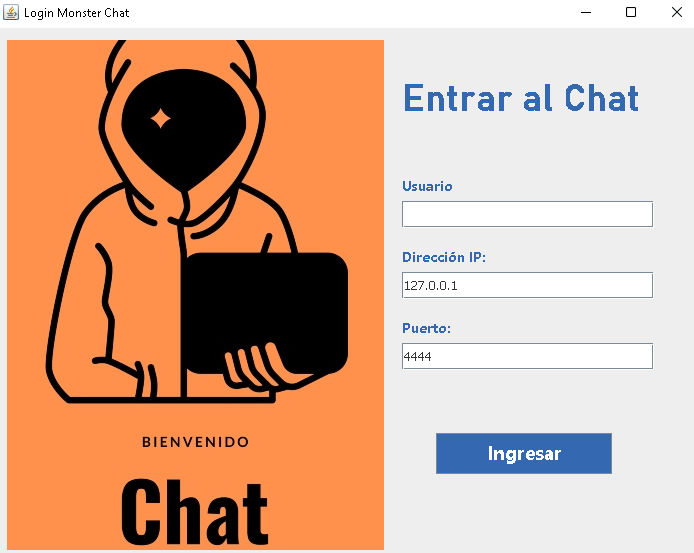 Login Monster Chat
Entrar al Chat
Usuario
Dirección IP:
127.0.0.1
Puerto:
4444
Ingresar
BIENVENIDO
Chat